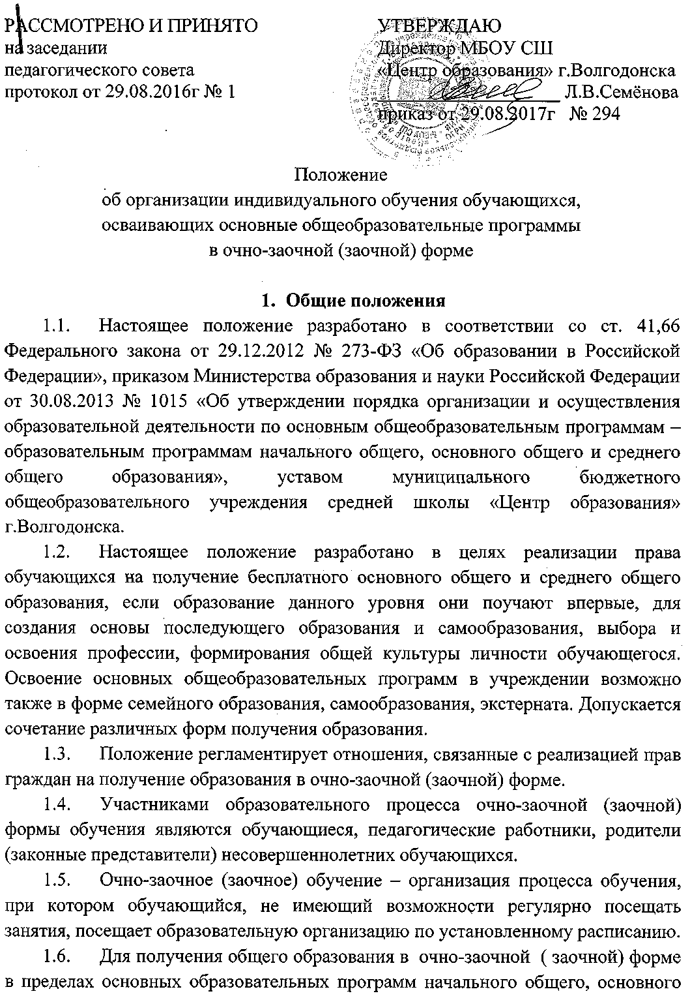 РАССМОТРЕНО И ПРИНЯТО
на заседании
педагогического совета
протокол от 29.08.2016г № 1
УТВЕРЖДАЮ
Директор МБОУ СШ
«Центр образования» г.Волгодонска
Л.В.Семёнова
приказ от 29.08.2017г № 294
Положение
об организации индивидуального обучения обучающихся,
осваивающих основные общеобразовательные программы
в очно-заочной (заочной) форме
1. Общие положения
1.1. Настоящее положение разработано в соответствии со ст. 41,66
Федерального закона от 29.12.2012 № 273-ФЗ «Об образовании в Российской
Федерации», приказом Министерства образования и науки Российской Федерации
от 30.08.2013 № 1015 «Об утверждении порядка организации и осуществления
образовательной деятельности по основным общеобразовательным программам –
образовательным программам начального общего, основного общего и среднего
общего образования», уставом муниципального бюджетного
общеобразовательного учреждения средней школы «Центр образования»
г.Волгодонска.
1.2. Настоящее положение разработано в целях реализации права
обучающихся на получение бесплатного основного общего и среднего общего
образования, если образование данного уровня они поучают впервые, для
создания основы последующего образования и самообразования, выбора и
освоения профессии, формирования общей культуры личности обучающегося.
Освоение основных общеобразовательных программ в учреждении возможно
также в форме семейного образования, самообразования, экстерната. Допускается
сочетание различных форм получения образования.
1.3. Положение регламентирует отношения, связанные с реализацией прав
граждан на получение образования в очно-заочной (заочной) форме.
1.4. Участниками образовательного процесса очно-заочной (заочной)
формы обучения являются обучающиеся, педагогические работники, родители
(законные представители) несовершеннолетних обучающихся.
1.5. Очно-заочное (заочное) обучение – организация процесса обучения,
при котором обучающийся, не имеющий возможности регулярно посещать
занятия, посещает образовательную организацию по установленному расписанию.
1.6. Для получения общего образования в очно-заочной ( заочной) форме
в пределах основных образовательных программ начального общего, основного